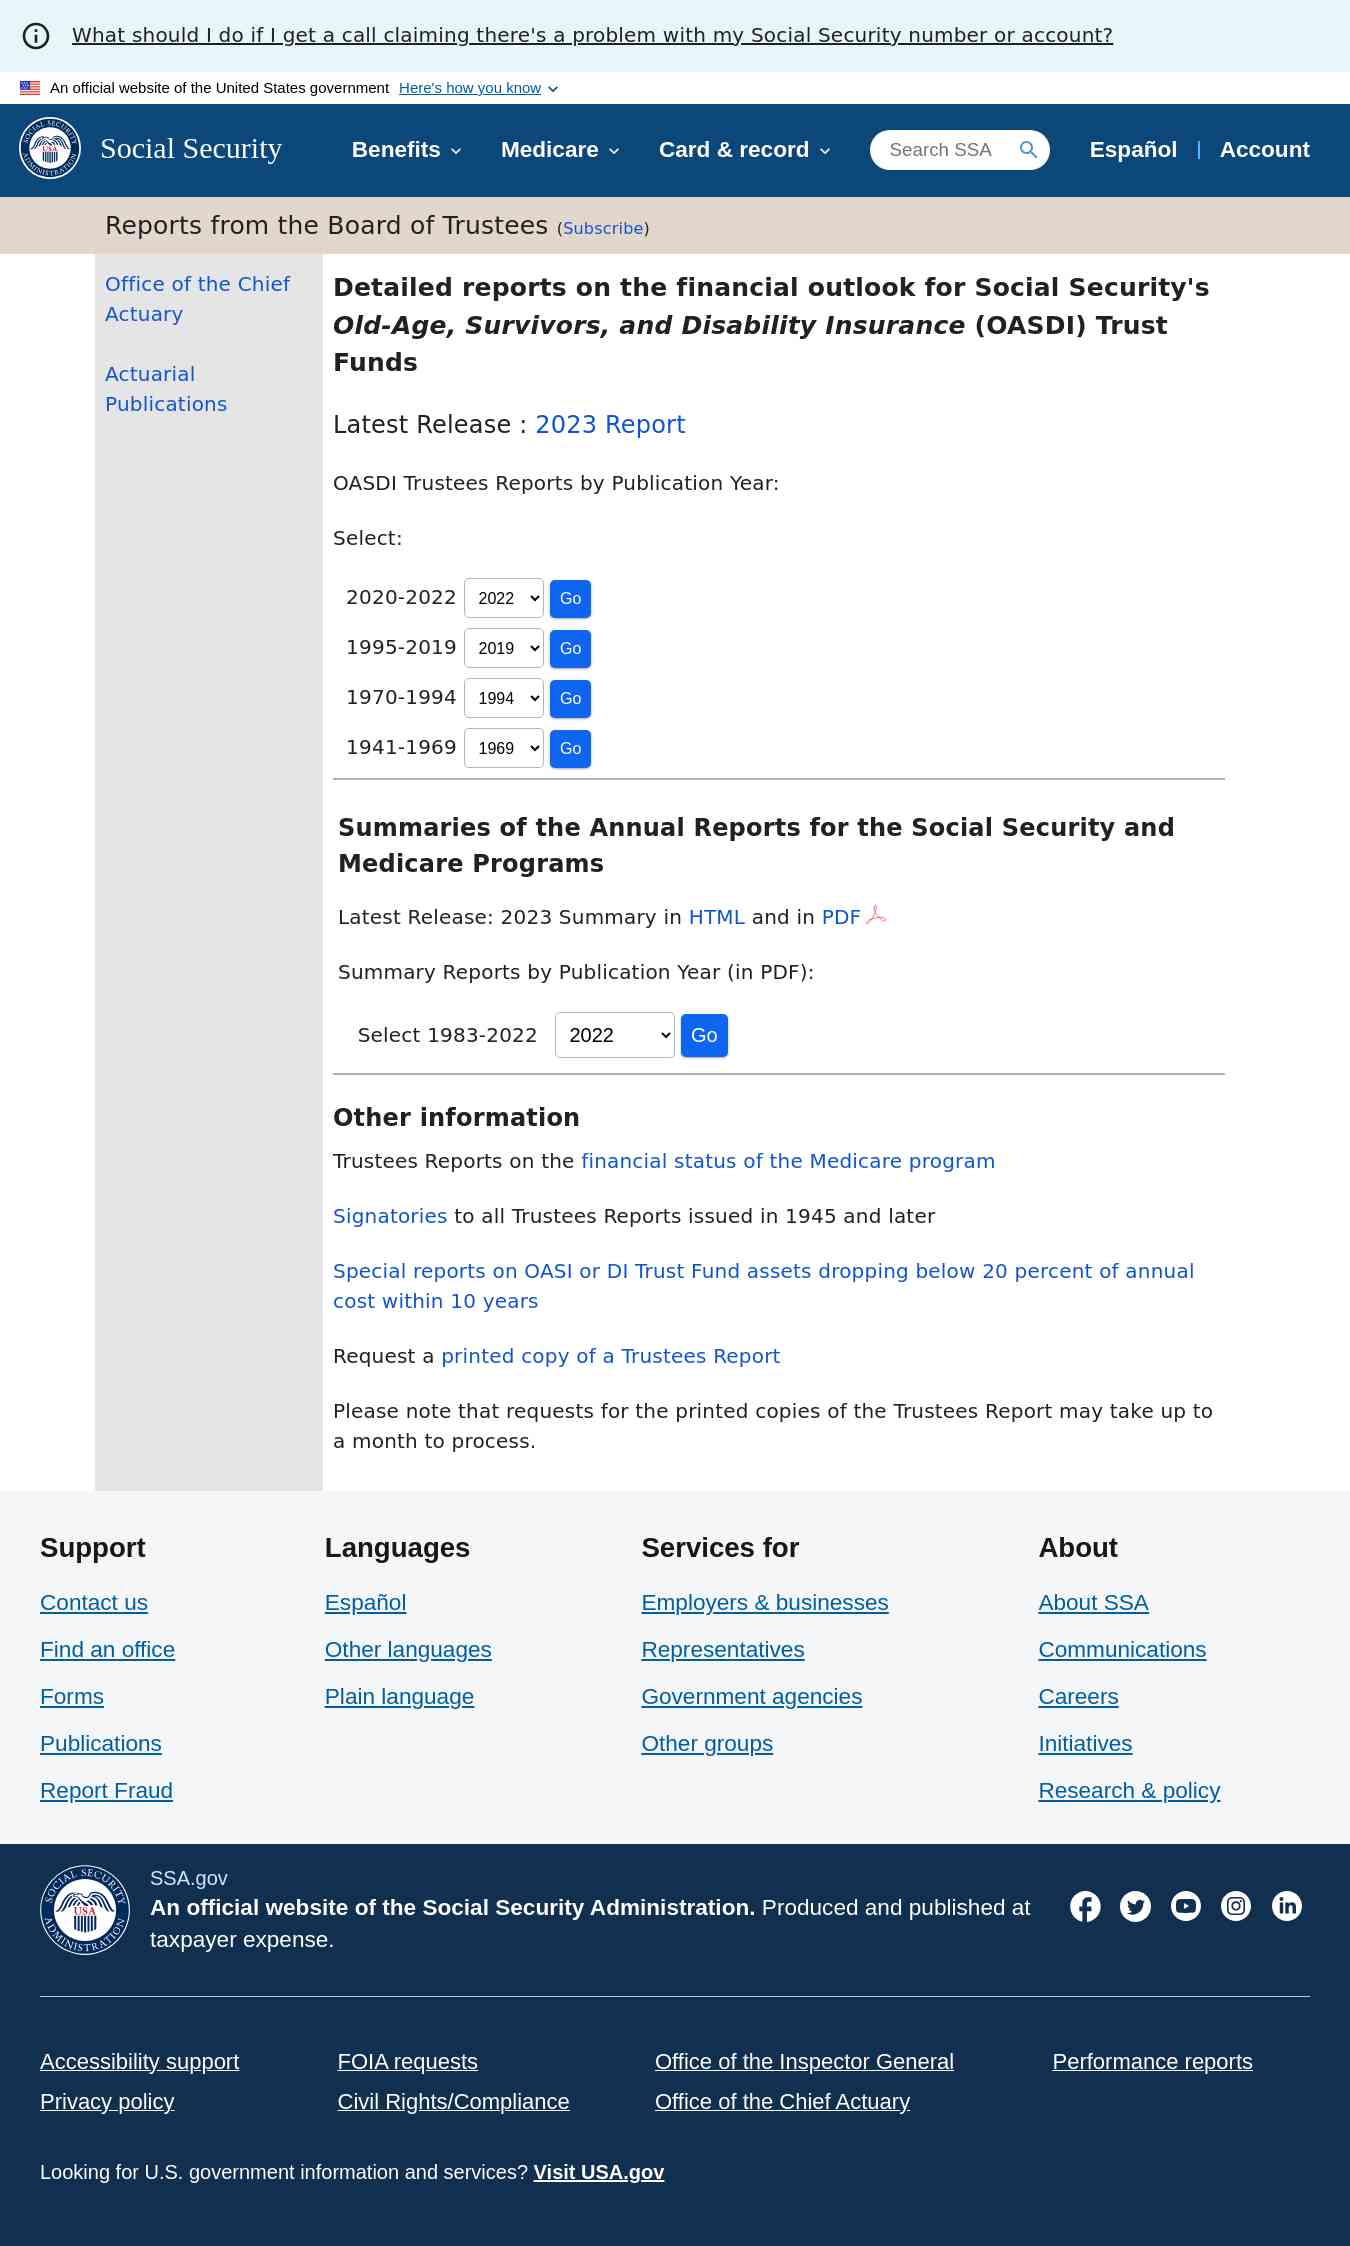 What should I do if I get a call claiming there's a problem with my Social Security number or account?
An official website of the United States government Here's how you know
Social Security
Benefits
Medicare
Card & record
Search SSA
Español
Account
Reports from the Board of Trustees (Subscribe)
Office of the Chief
Actuary
Actuarial
Publications
Detailed reports on the financial outlook for Social Security's
Old-Age, Survivors, and Disability Insurance (OASDI) Trust
Funds
Latest Release : 2023 Report
OASDI Trustees Reports by Publication Year:
Select:
2020-2022 2022 Go
1995-2019 2019 Go
1970-1994 1994 Go
1941-1969 1969 Go
Summaries of the Annual Reports for the Social Security and
Medicare Programs
Latest Release: 2023 Summary in HTML and in PDF
Summary Reports by Publication Year (in PDF):
Select 1983-2022 2022 Go
Other information
Trustees Reports on the financial status of the Medicare program
Signatories to all Trustees Reports issued in 1945 and later
Special reports on OASI or DI Trust Fund assets dropping below 20 percent of annual
cost within 10 years
Request a printed copy of a Trustees Report
Please note that requests for the printed copies of the Trustees Report may take up to
a month to process.
Support
Contact us
Find an office
Forms
Publications
Report Fraud
Languages
Español
Other languages
Plain language
Services for
Employers & businesses
Representatives
Government agencies
Other groups
About
About SSA
Communications
Careers
Initiatives
Research & policy
SOCIAL SECURITY
USA
ADMINISTRATION
SSA.gov
An official website of the Social Security Administration. Produced and published at
taxpayer expense.
Accessibility support
Privacy policy
FOIA requests
Civil Rights/Compliance
Office of the Inspector General
Office of the Chief Actuary
Performance reports
Looking for U.S. government information and services? Visit USA.gov